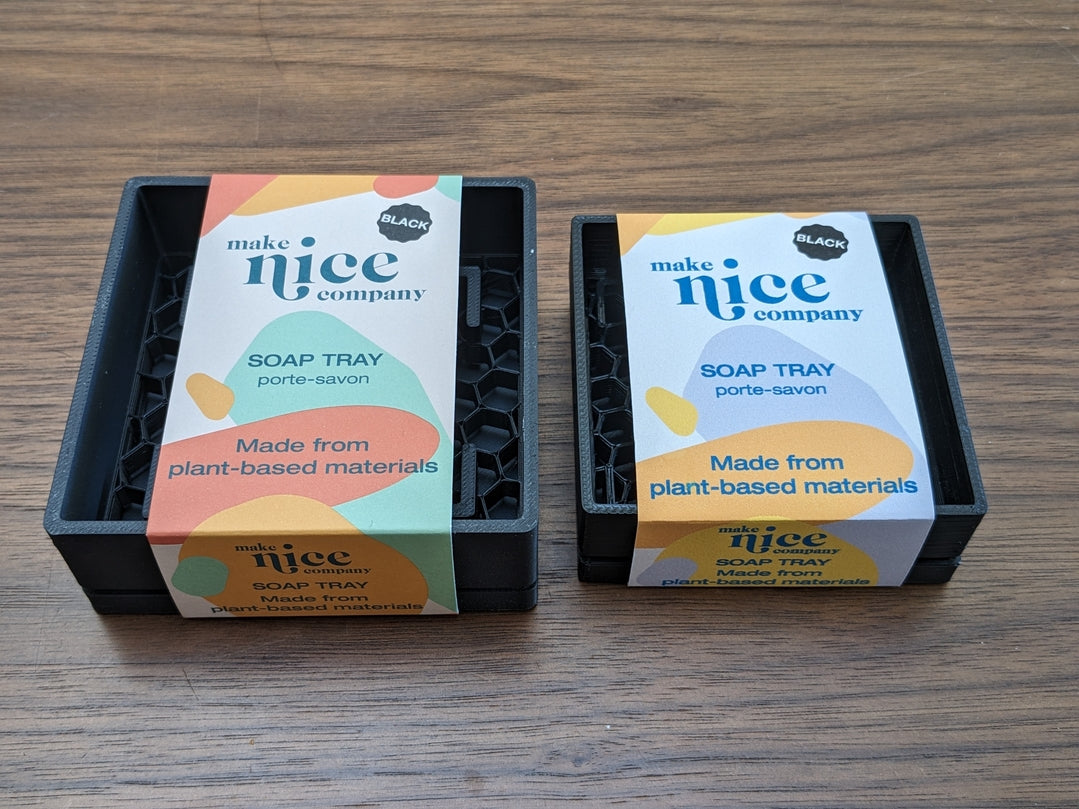 BLACK
make
nice
company
SOAP TRAY
porte-savon
Made from
plant-based materials
make
nice
company
SOAP TRAY
Made from
plant-based materials
BLACK
make
nice
company
SOAP TRAY
porte-savon
Made from
plant-based materials
make
nice
company
SOAP TRAY
Made from
plant-based materials